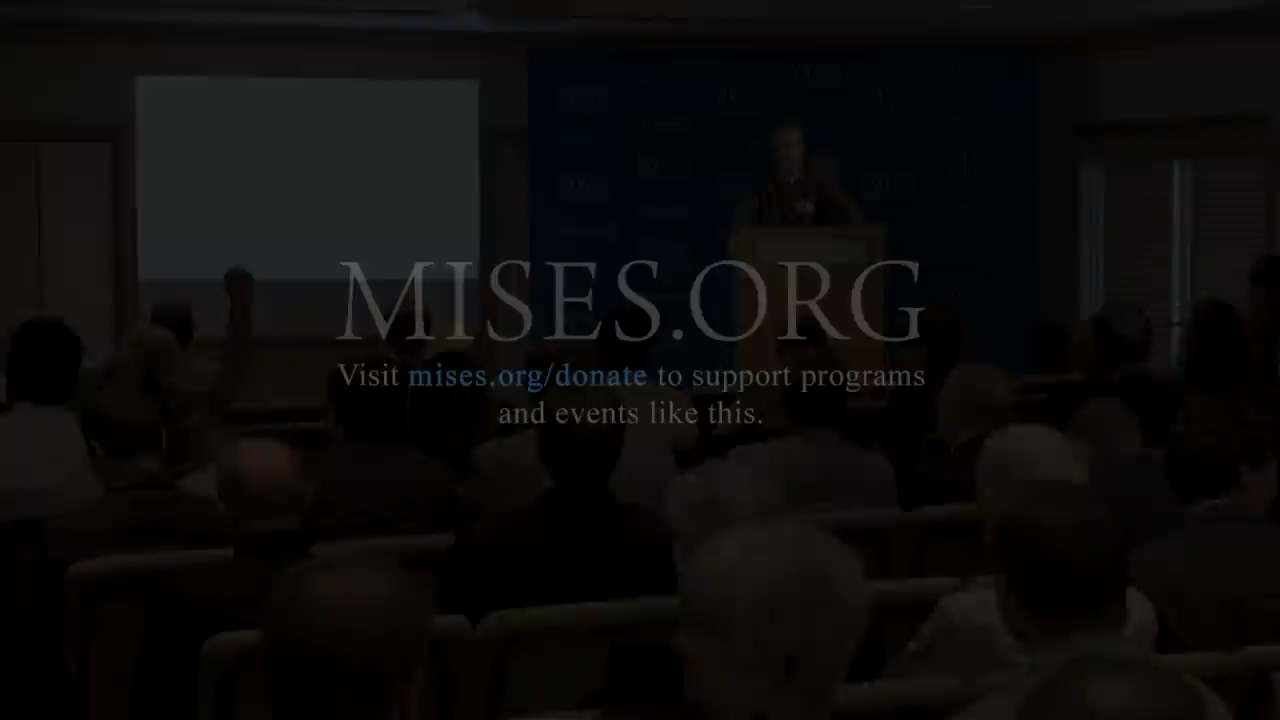 MISES.ORG
Visit mises.org/donate to support programs
and events like this.